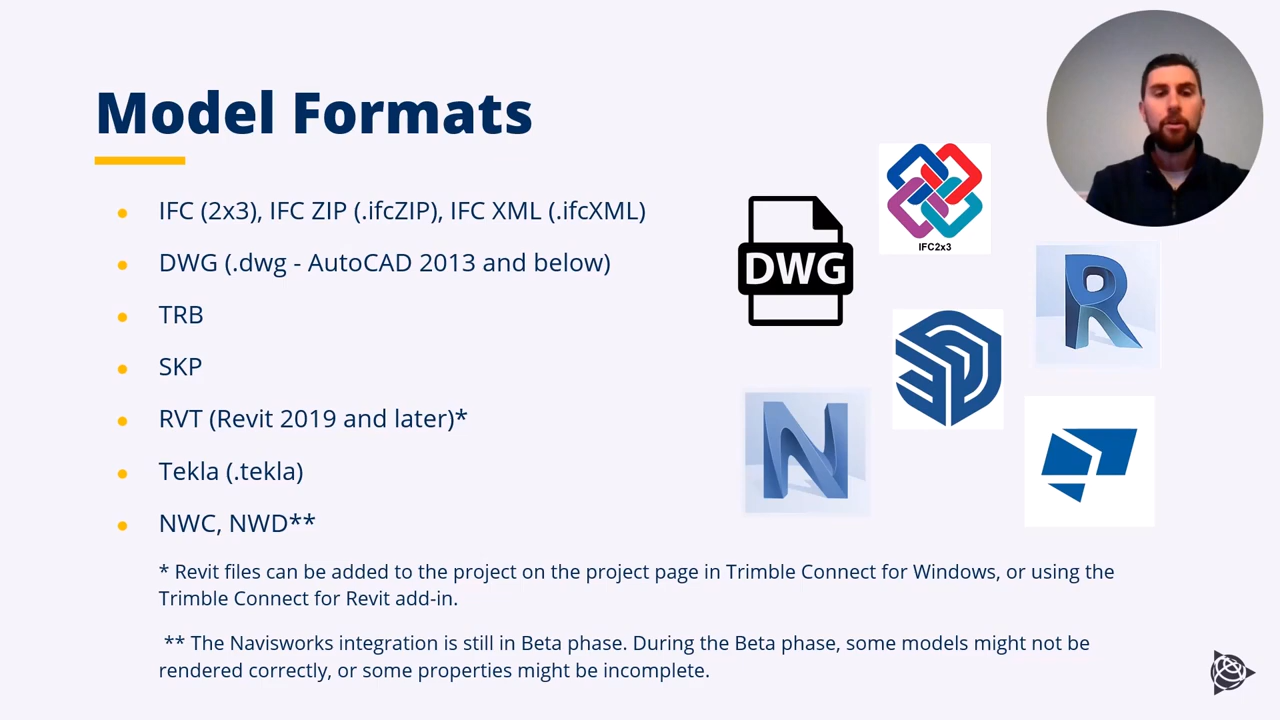 Model Formats
IFC (2x3), IFC ZIP (.ifcZIP), IFC XML (.ifcXML)
DWG (.dwg - AutoCAD 2013 and below)
TRB
SKP
RVT (Revit 2019 and later)*
Tekla (.tekla)
NWC, NWD**
* Revit files can be added to the project on the project page in Trimble Connect for Windows, or using the
Trimble Connect for Revit add-in.
** The Navisworks integration is still in Beta phase. During the Beta phase, some models might not be
rendered correctly, or some properties might be incomplete.
IFC2x3
DWG
R
N